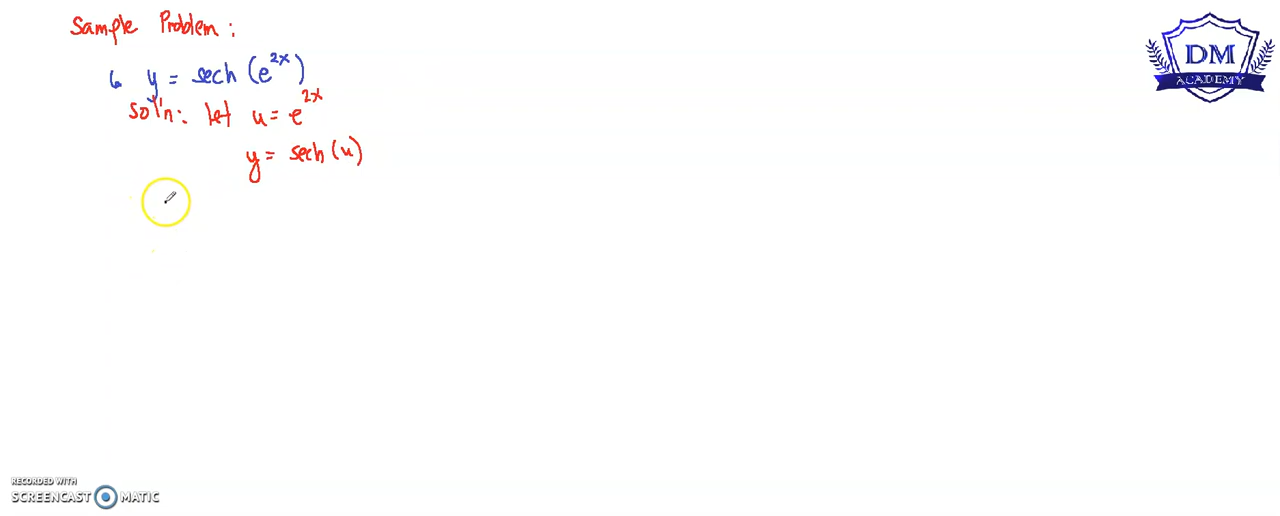 Sample Problem:
6 y = sech (e^2x)
Sol'n: Let u = e^2x
y = sech (u)
DM
ACADEMY
RECORDED WITH
SCREENCAST MATIC